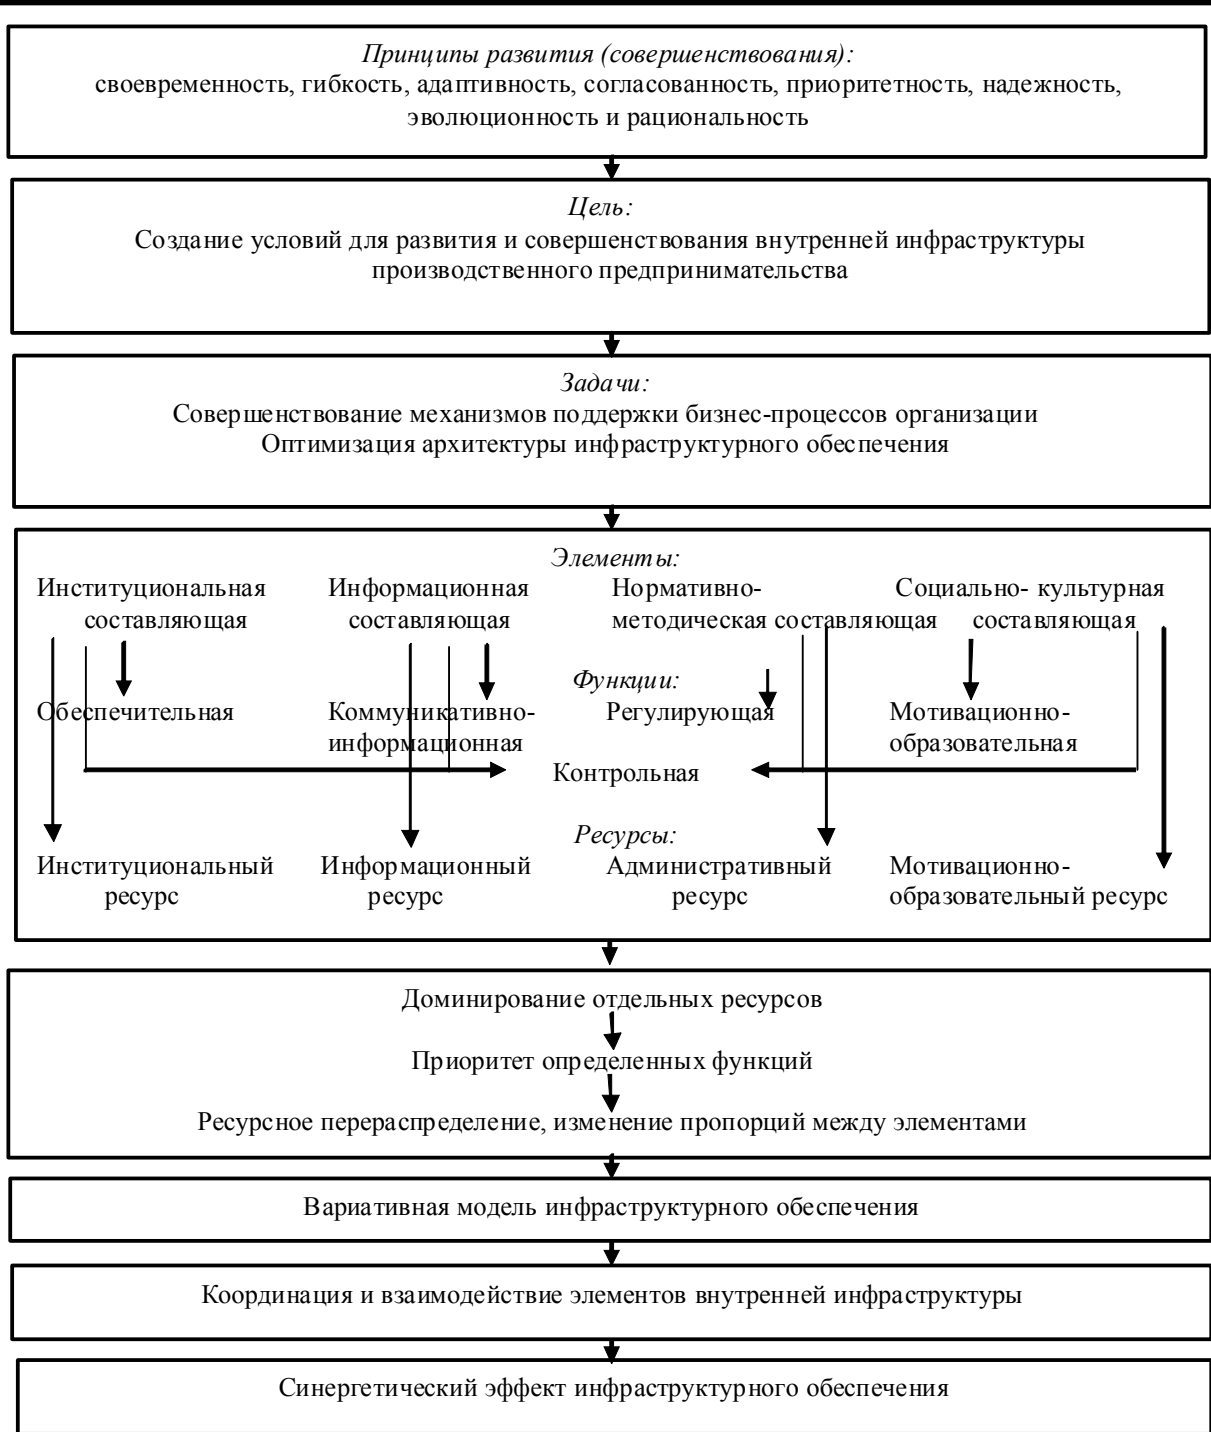 Принципы развития (совершенствования):
своевременность, гибкость, адаптивность, согласованность, приоритетность, надежность,
эволюционность и рациональность
Цель:
Создание условий для развития и совершенствования внутренней инфраструктуры
производственного предпринимательства
Задачи:
Совершенствование механизмов поддержки бизнес-процессов организации
Оптимизация архитектуры инфраструктурного обеспечения
Элементы:
Институциональная Информационная Нормативно- Социально- культурная
составляющая составляющая методическая составляющая составляющая
Функции:
Обеспечительная Коммуникативно- Регулирующая Мотивационно-
информационная образовательная
Контрольная
Ресурсы:
Институциональный Информационный Административный Мотивационно-
ресурс ресурс ресурс образовательный ресурс
Доминирование отдельных ресурсов
Приоритет определенных функций
Ресурсное перераспределение, изменение пропорций между элементами
Вариативная модель инфраструктурного обеспечения
Координация и взаимодействие элементов внутренней инфраструктуры
Синергетический эффект инфраструктурного обеспечения